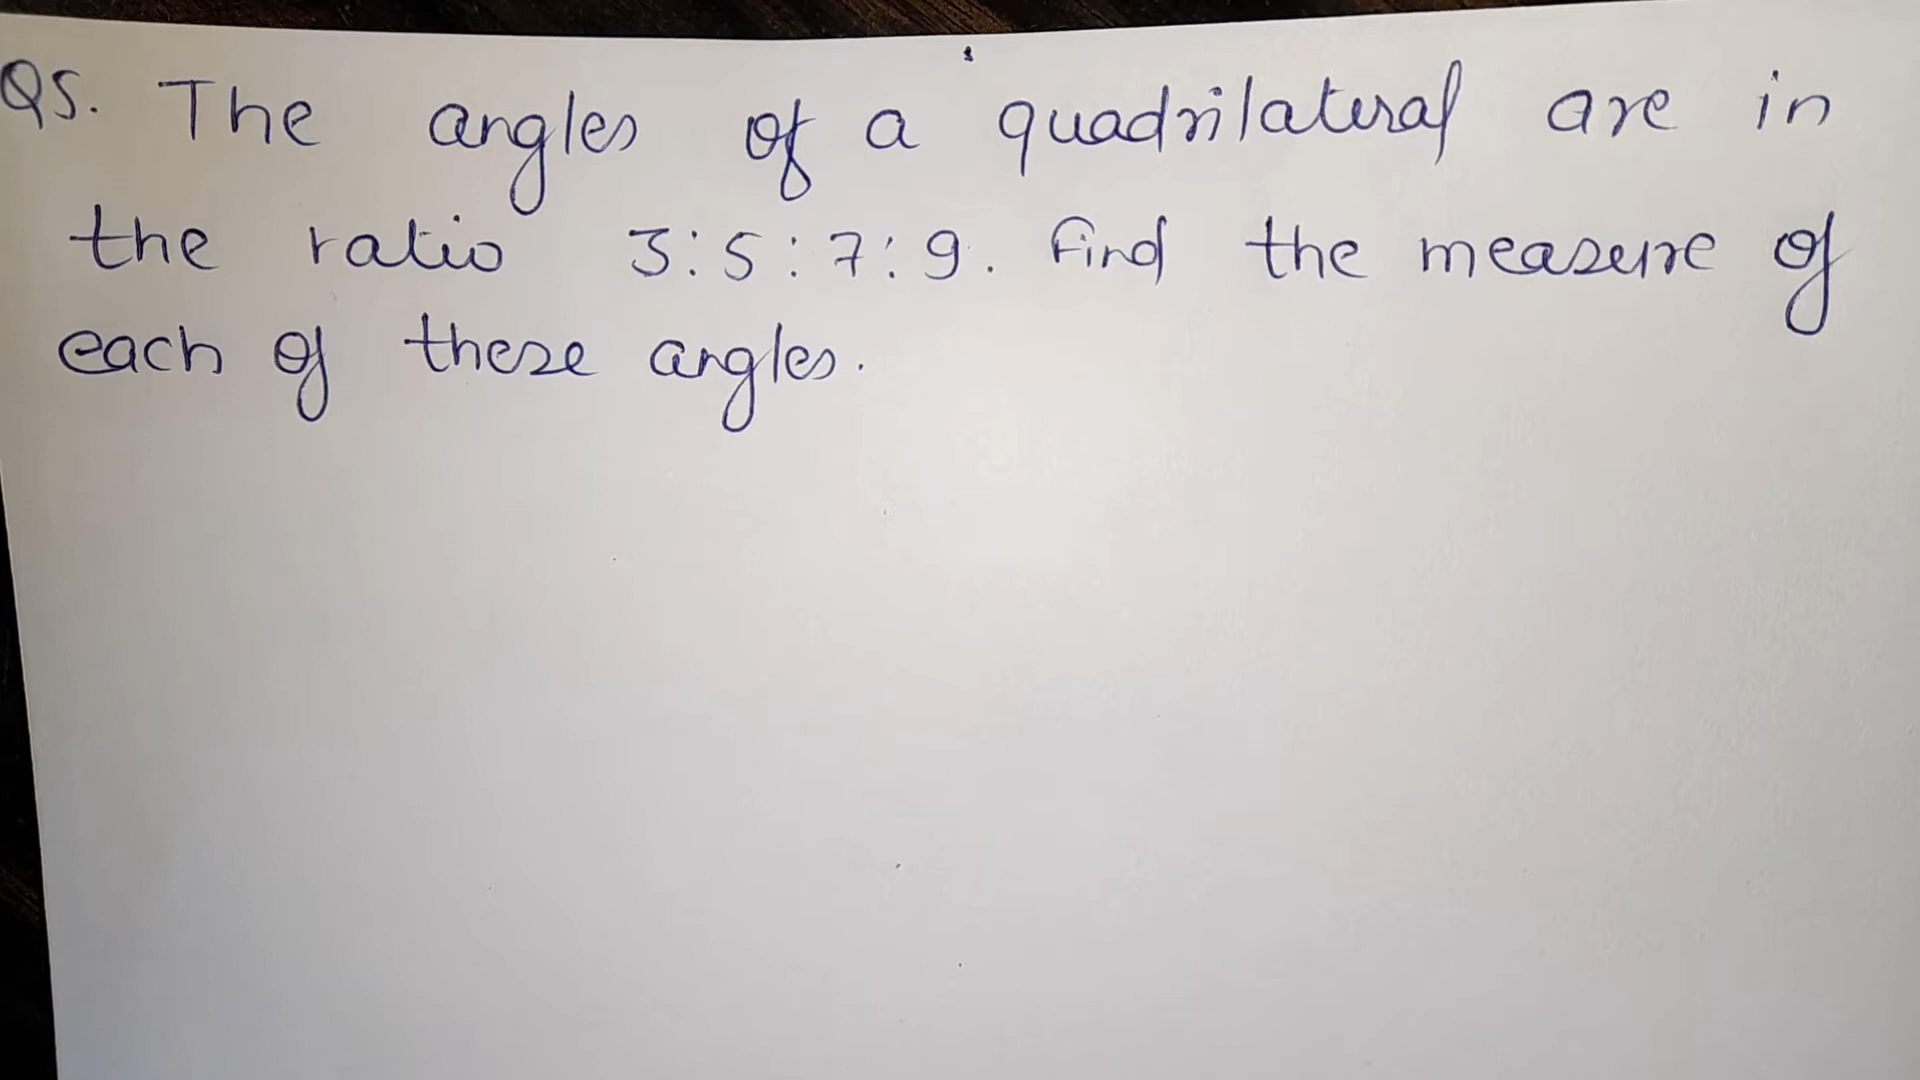 Q5. The angles of a quadrilateral are in
the ratio 3:5:7:9. Find the measure of
each of these angles.